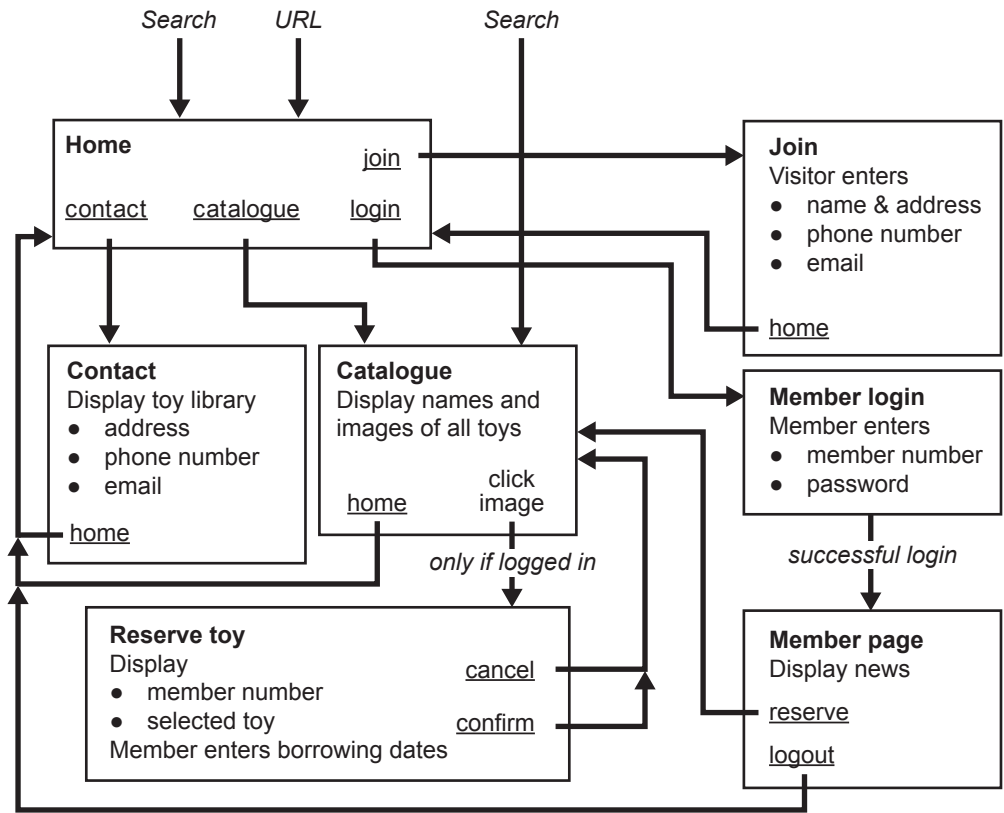 Search
URL
Search
Home
join
contact
catalogue
login
Join
Visitor enters
● name & address
● phone number
● email
home
Contact
Display toy library
● address
● phone number
● email
home
Catalogue
Display names and
images of all toys
home
click
image
only if logged in
Member login
Member enters
● member number
● password
successful login
Reserve toy
Display
● member number
● selected toy
Member enters borrowing dates
cancel
confirm
Member page
Display news
reserve
logout